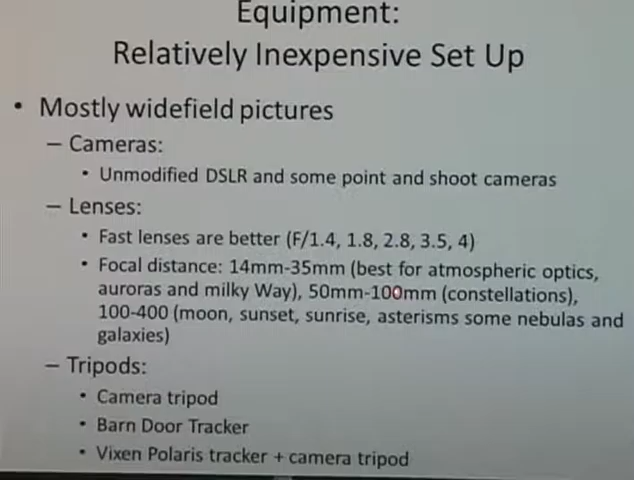 Equipment:
Relatively Inexpensive Set Up
• Mostly widefield pictures
– Cameras:
• Unmodified DSLR and some point and shoot cameras
– Lenses:
• Fast lenses are better (F/1.4, 1.8, 2.8, 3.5, 4)
• Focal distance: 14mm-35mm (best for atmospheric optics,
auroras and milky Way), 50mm-100mm (constellations),
100-400 (moon, sunset, sunrise, asterisms some nebulas and
galaxies)
– Tripods:
• Camera tripod
• Barn Door Tracker
• Vixen Polaris tracker + camera tripod